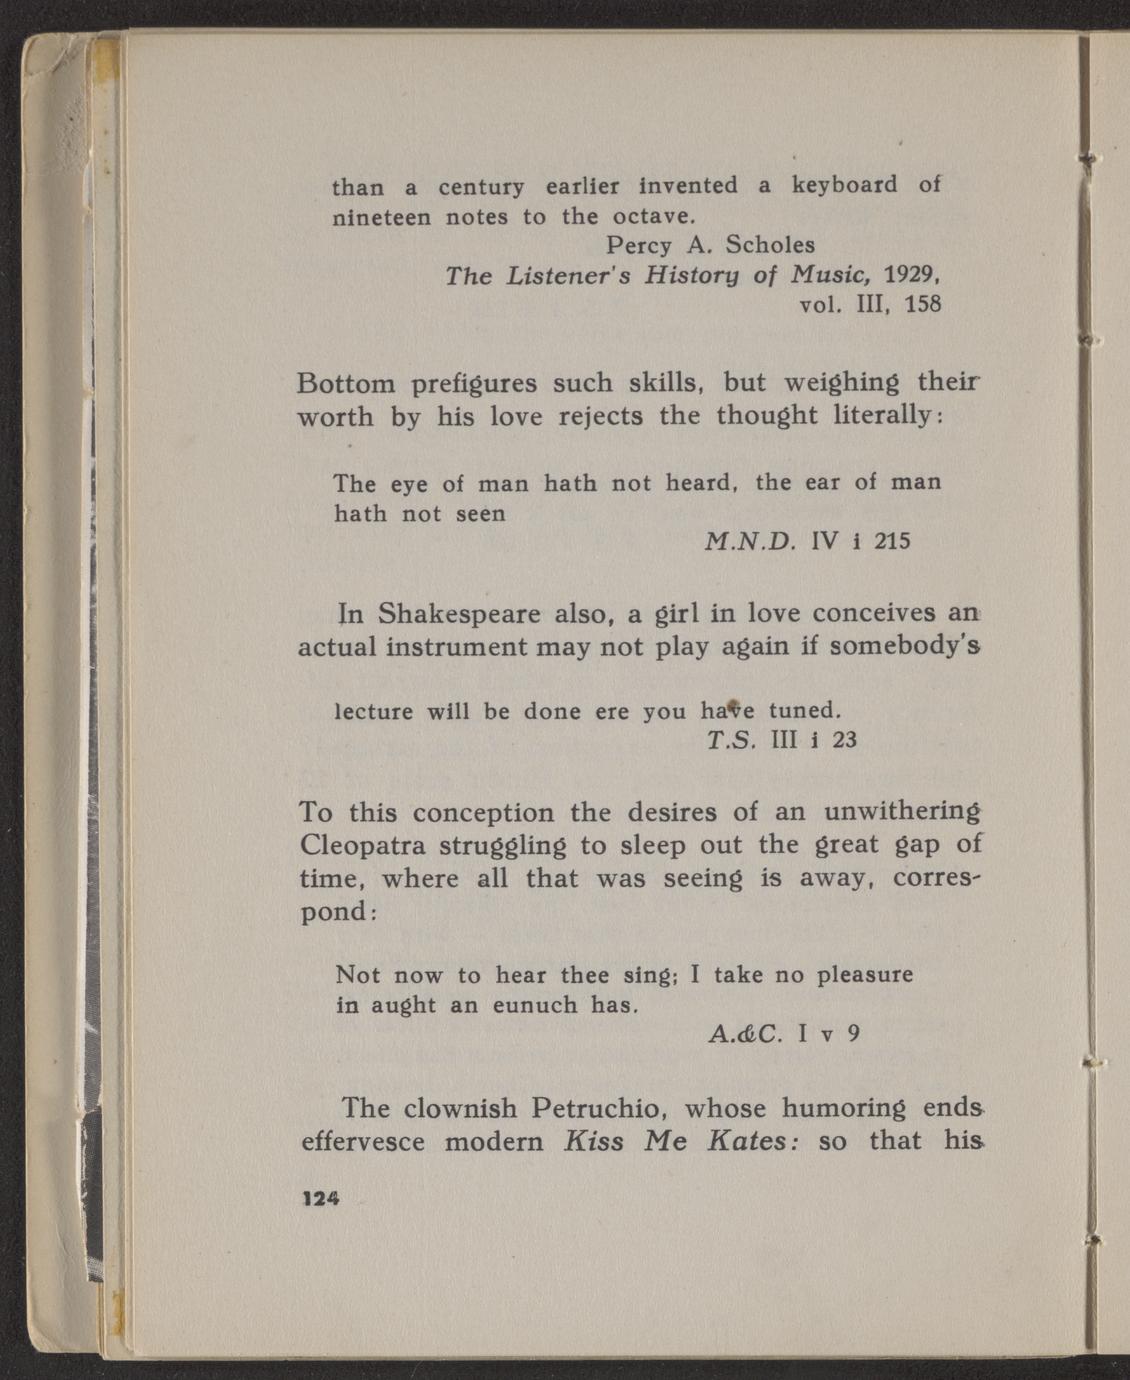 than a century earlier invented a keyboard of
nineteen notes to the octave.
Percy A. Scholes
The Listener's History of Music, 1929,
vol. III, 158
Bottom prefigures such skills, but weighing their
worth by his love rejects the thought literally:
The eye of man hath not heard, the ear of man
hath not seen
M.N.D. IV i 215
In Shakespeare also, a girl in love conceives an
actual instrument may not play again if somebody's
lecture will be done ere you have tuned.
T.S. III i 23
To this conception the desires of an unwithering
Cleopatra struggling to sleep out the great gap of
time, where all that was seeing is away, corres-
pond:
Not now to hear thee sing; I take no pleasure
in aught an eunuch has.
A.&C. I v 9
The clownish Petruchio, whose humoring ends
effervesce modern Kiss Me Kates: so that his
124